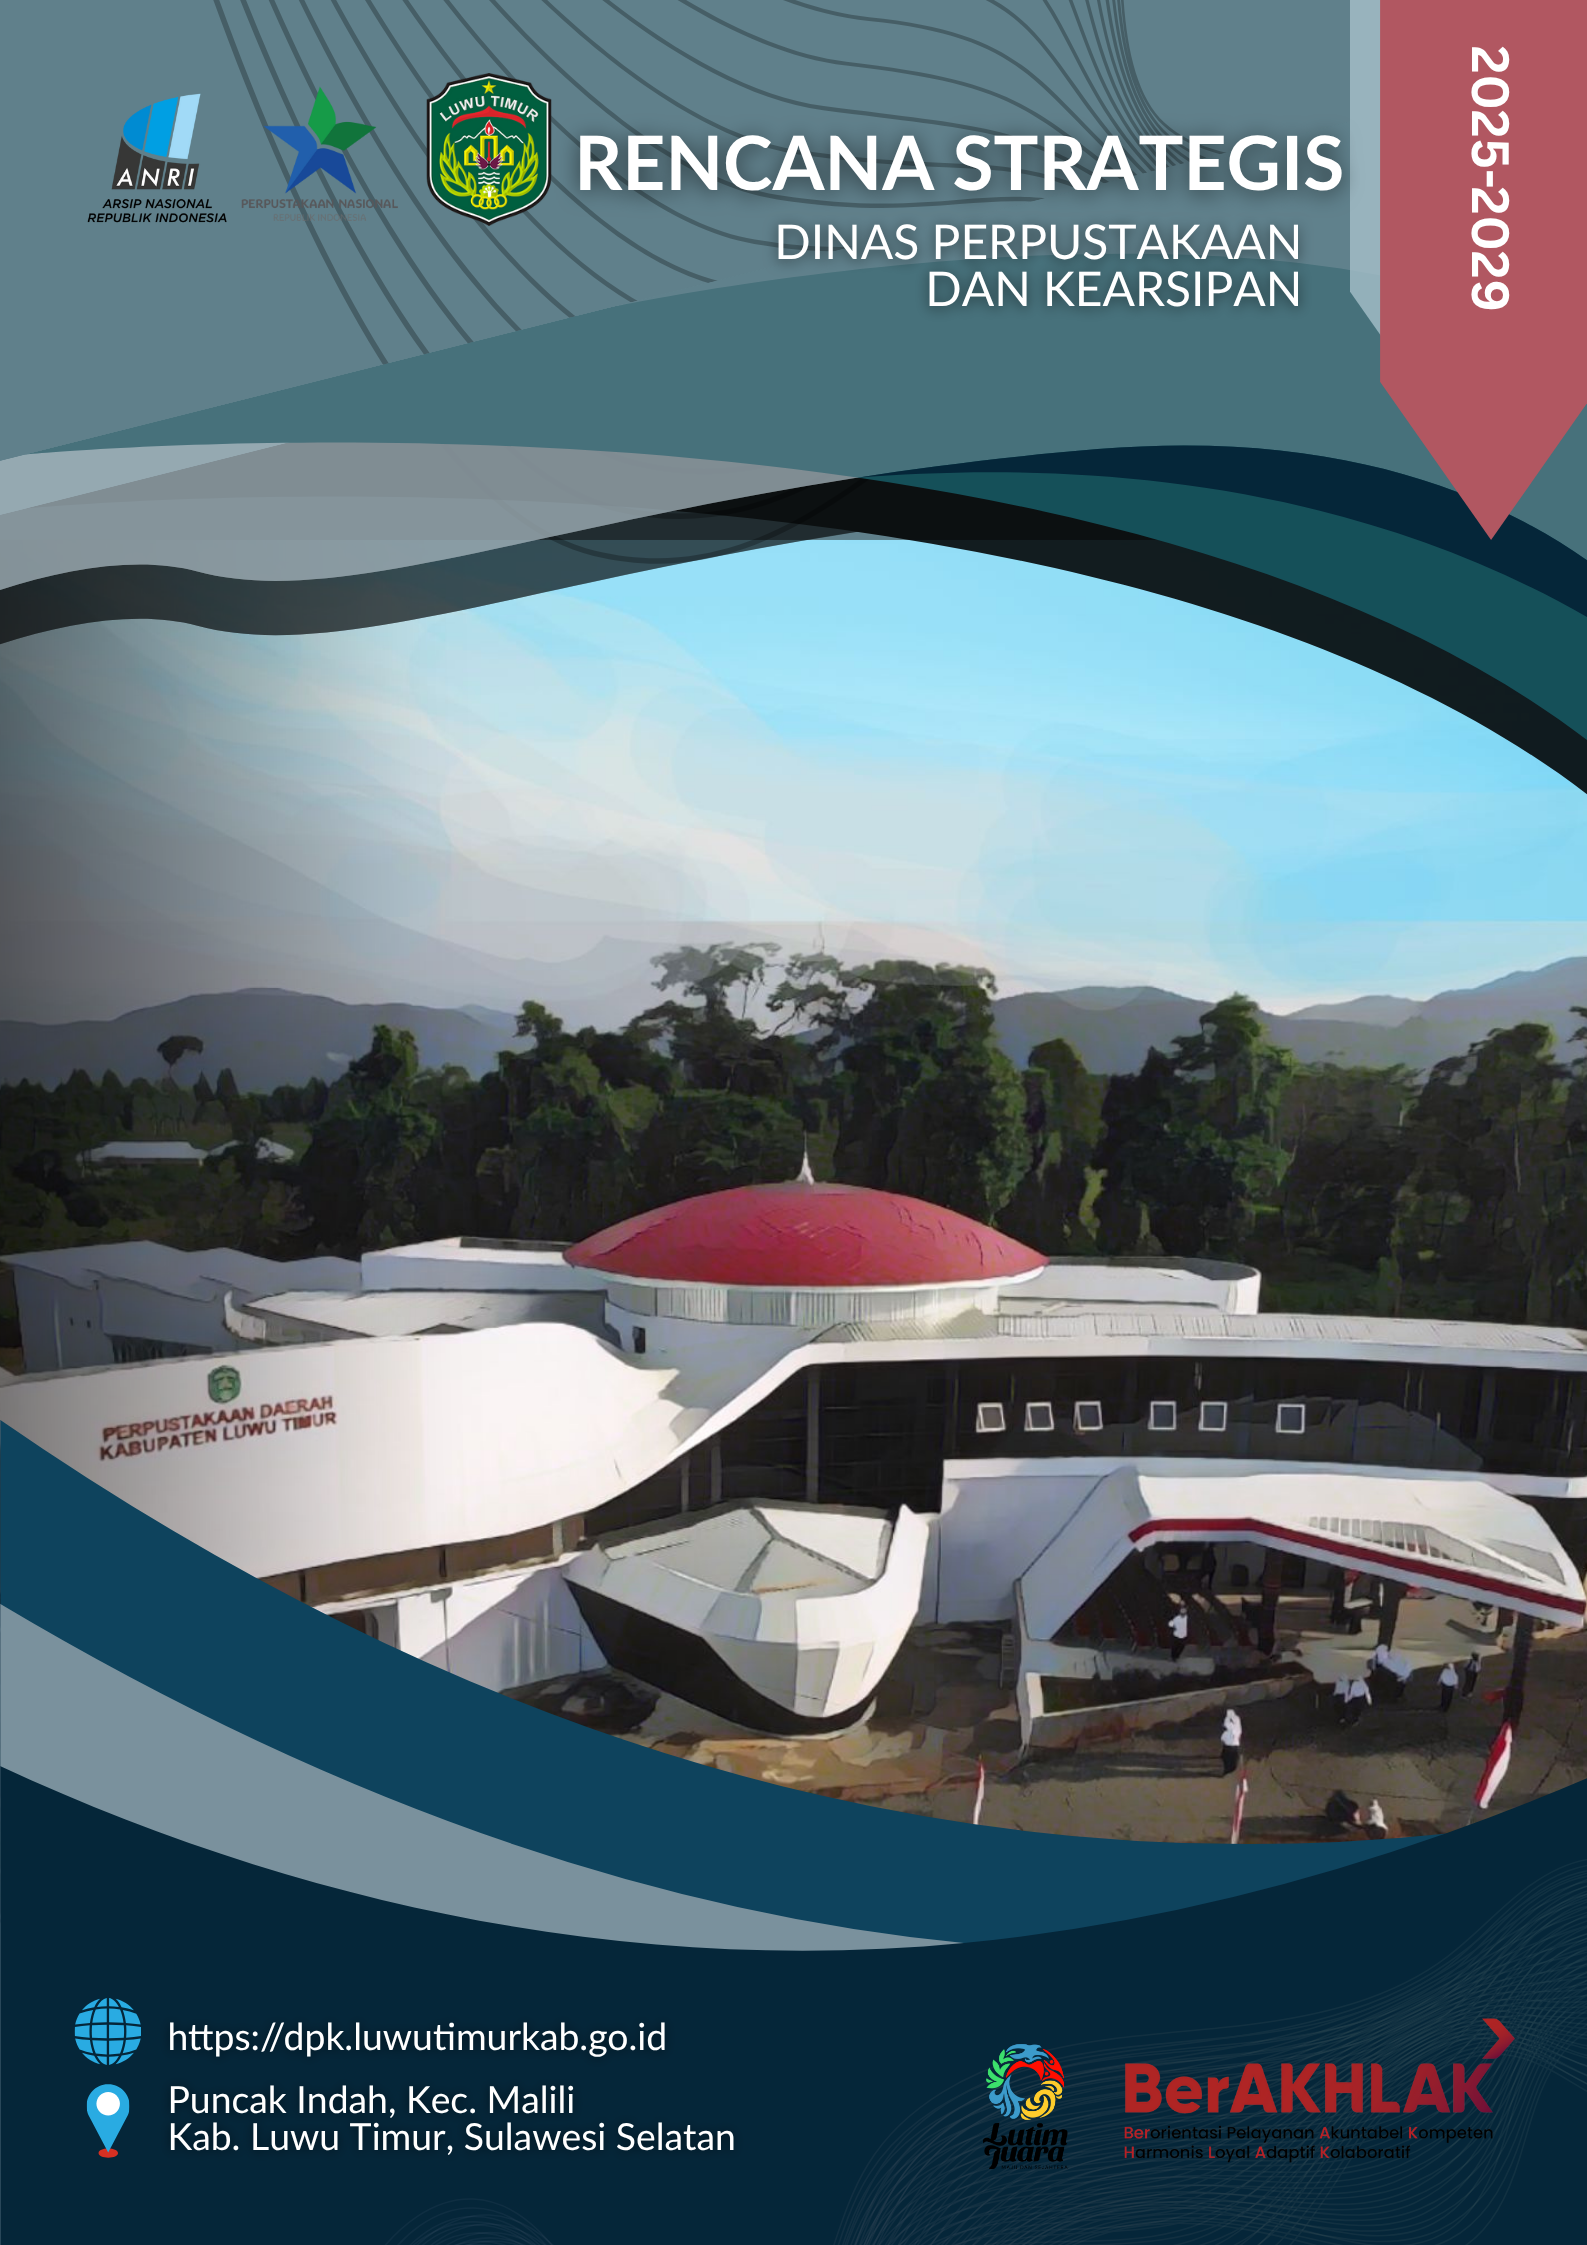 2025-2029
LUWU TIMUR
ANRI
ARSIP NASIONAL
REPUBLIK INDONESIA
PERPUSTAKAAN NASIONAL
REPUBLIK INDONESIA
RENCANA STRATEGIS
DINAS PERPUSTAKAAN
DAN KEARSIPAN
PERPUSTAKAAN DAERAH
KABUPATEN LUWU TIMUR
https://dpk.luwutimurkab.go.id
Puncak Indah, Kec. Malili
Kab. Luwu Timur, Sulawesi Selatan
Lutim
Juara
BerAKHLAK
Berorientasi Pelayanan Akuntabel Kompeten
Harmonis Loyal Adaptif Kolaboratif